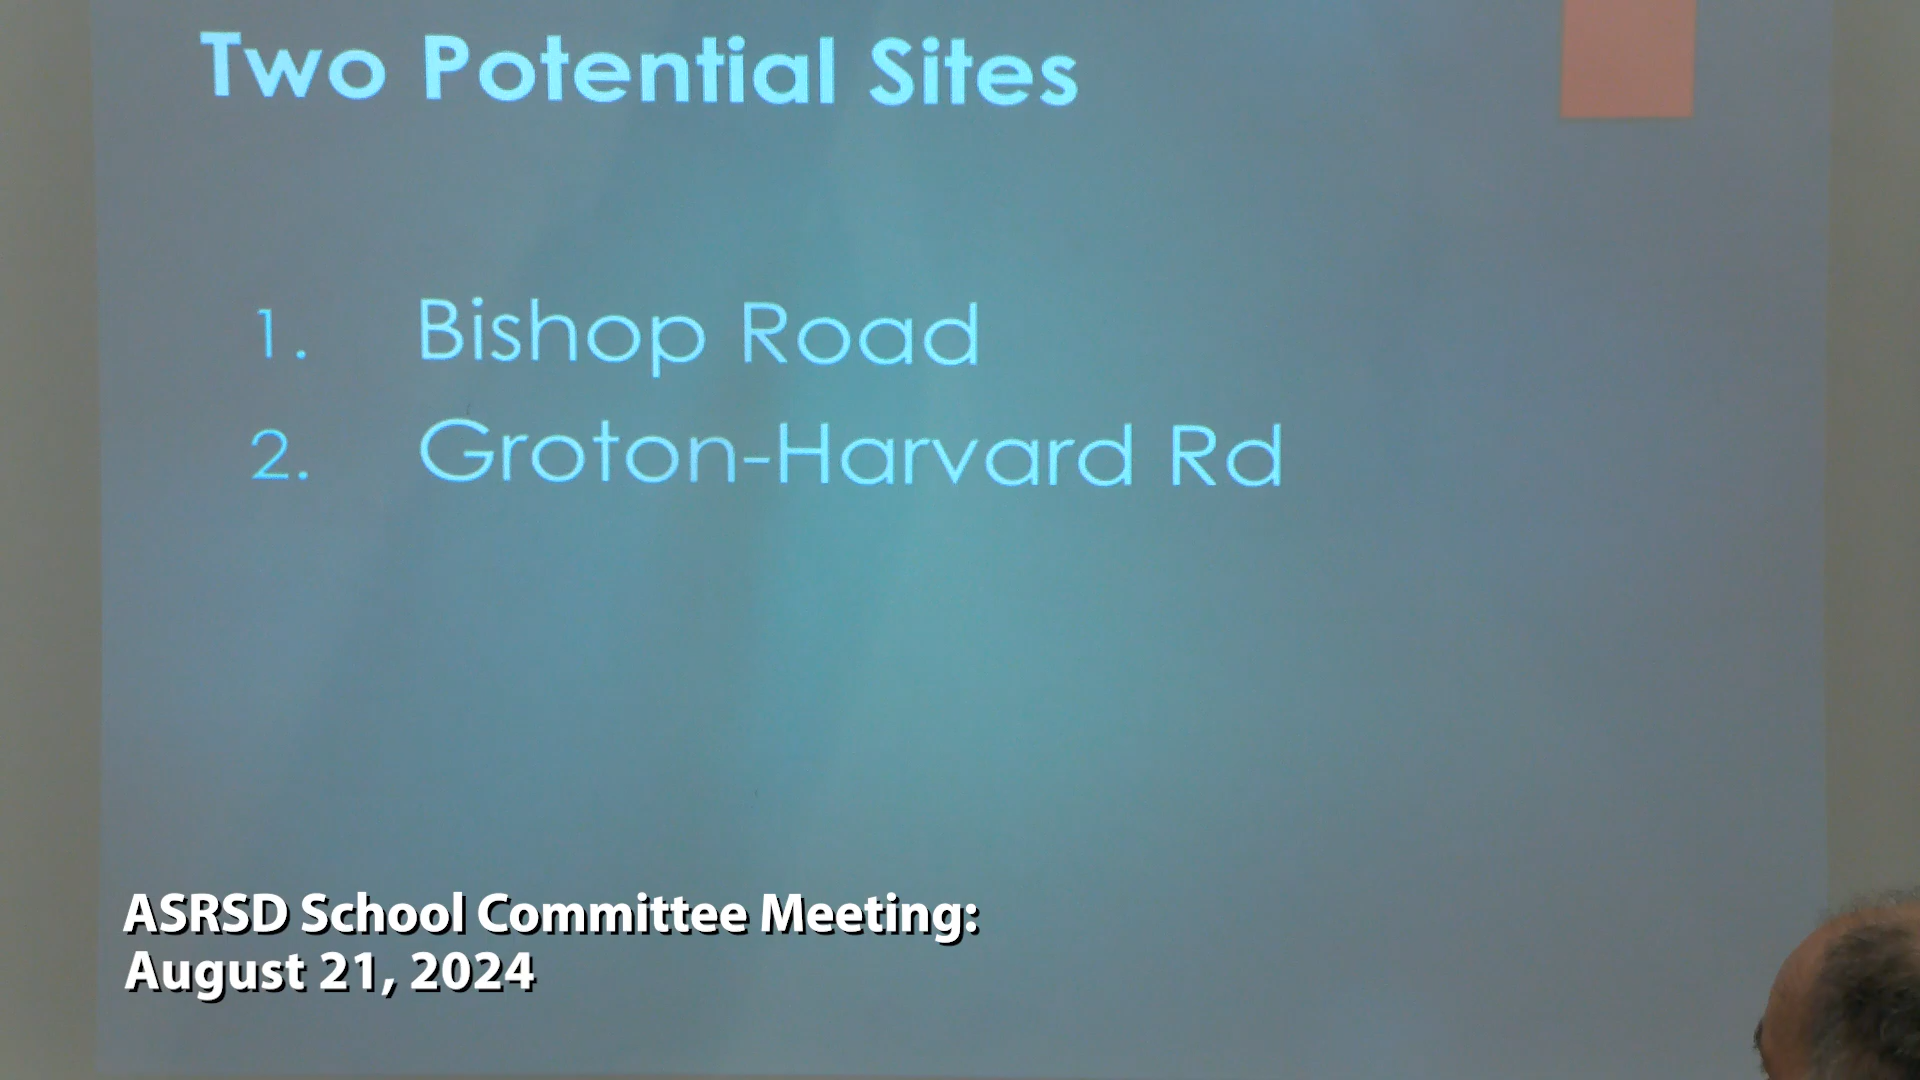 Two Potential Sites
1. Bishop Road
2. Groton-Harvard Rd
ASRSD School Committee Meeting:
August 21, 2024